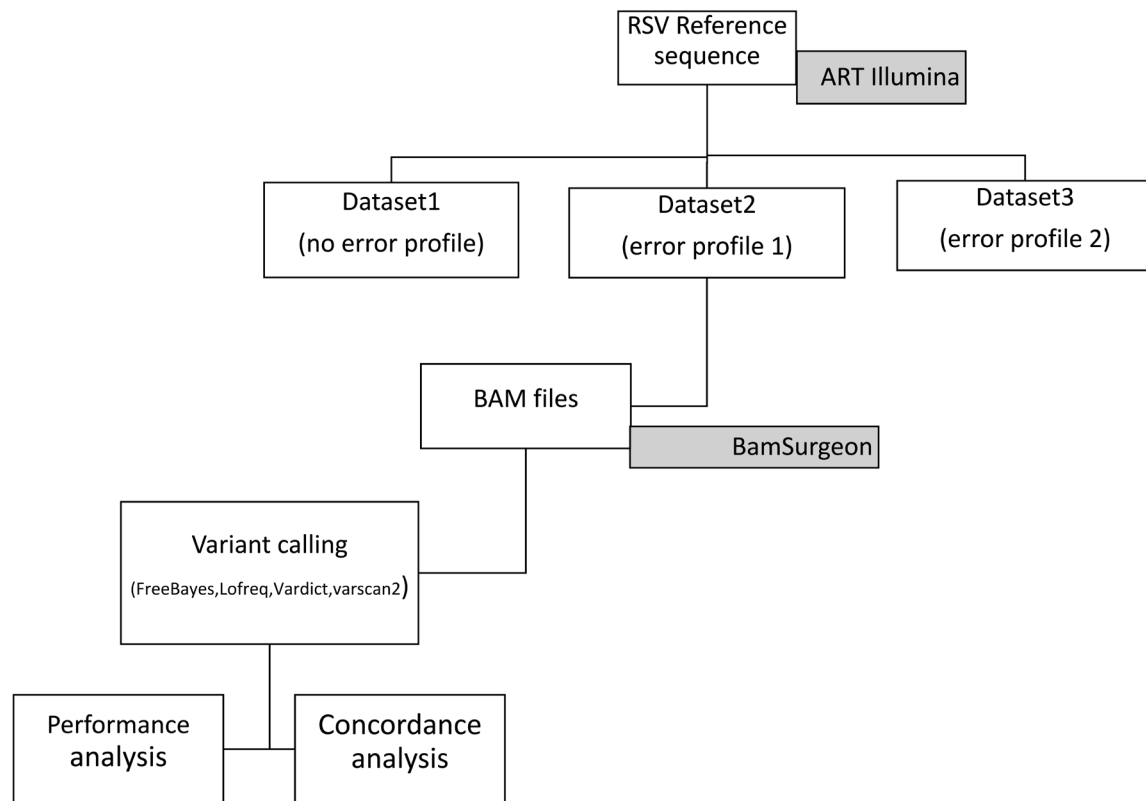 RSV Reference
sequence
ART Illumina
Dataset1
(no error profile)
Dataset2
(error profile 1)
Dataset3
(error profile 2)
BAM files
BamSurgeon
Variant calling
(FreeBayes,Lofreq,Vardict,varscan2)
Performance
analysis
Concordance
analysis